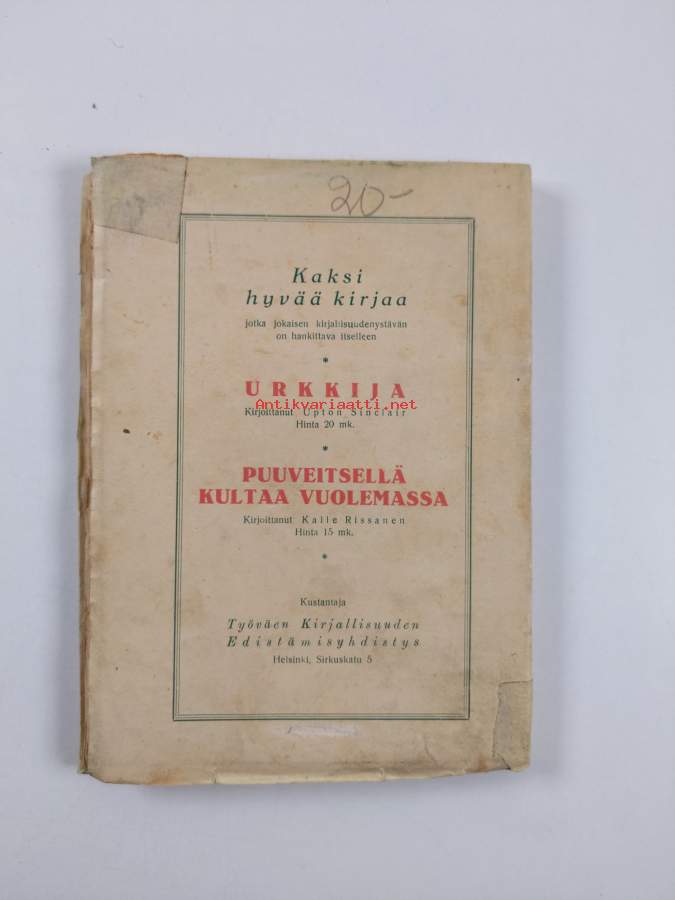 20-
Kaksi
hyvää kirjaa
jotka jokaisen kirjallisuudenystävän
on hankittava itselleen
*
URKKIJA
Antikvariaatti.net
Kirjoittanut Upton Sinclair
Hinta 20 mk.
*
PUUVEITSELLÄ
KULTAA VUOLEMASSA
Kirjoittanut Kalle Rissanen
Hinta 15 mk.
*
Kustantaja
Työväen Kirjallisuuden
Edistämisyhdistys
Helsinki, Sirkuskatu 5